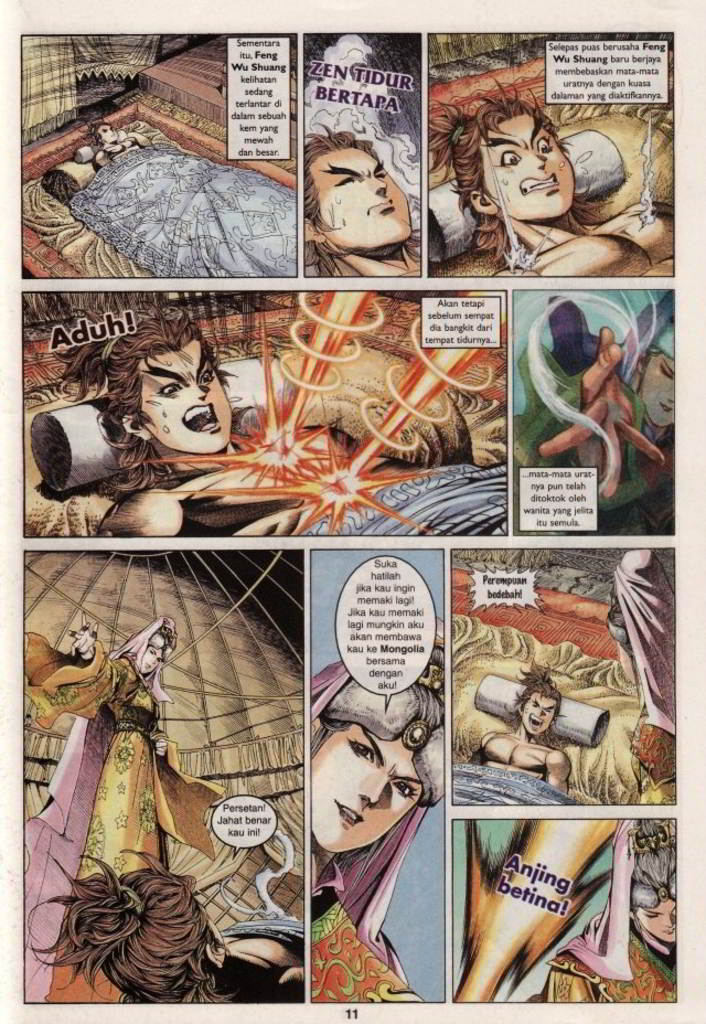 Sementara
itu, Feng
Wu Shuang
kelihatan
sedang
terlantar di
dalam sebuah
kem yang
mewah
dan besar.
ZEN TIDUR
BERTAPA
Selepas puas berusaha Feng
Wu Shuang baru berjaya
membebaskan mata-mata
uratnya dengan kuasa
dalaman yang diaktifkannya.
Aduh!
Akan tetapi
sebelum sempat
dia bangkit dari
tempat tidurnya...
...mata-mata urat-
nya pun telah
ditotok oleh
wanita yang jelita
itu semula.
Persetan!
Jahat benar
kau ini!
Suka
hatilah
jika kau ingin
memaki lagi!
Jika kau memaki
lagi mungkin aku
akan membawa
kau ke Mongolia
bersama
dengan
aku!
Perempuan
bedebah!
Anjing
betina!
11